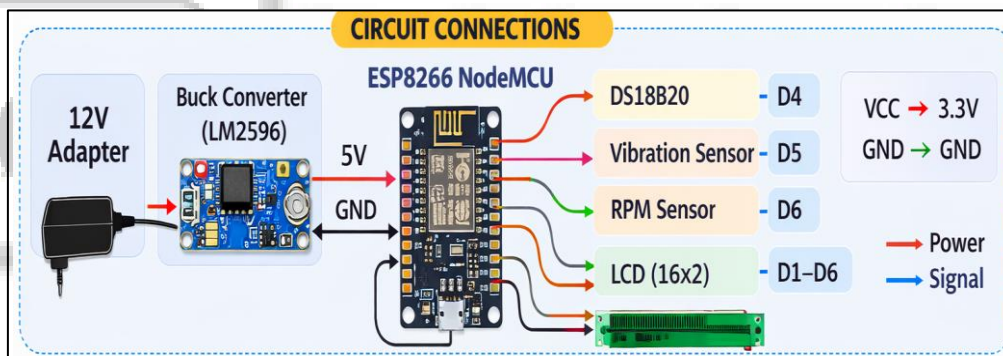 CIRCUIT CONNECTIONS
12V
Adapter
Buck Converter
(LM2596)
5V
GND
ESP8266 NodeMCU
DS18B20
D4
Vibration Sensor
D5
RPM Sensor
D6
LCD (16x2)
D1–D6
VCC → 3.3V
GND → GND
Power
Signal